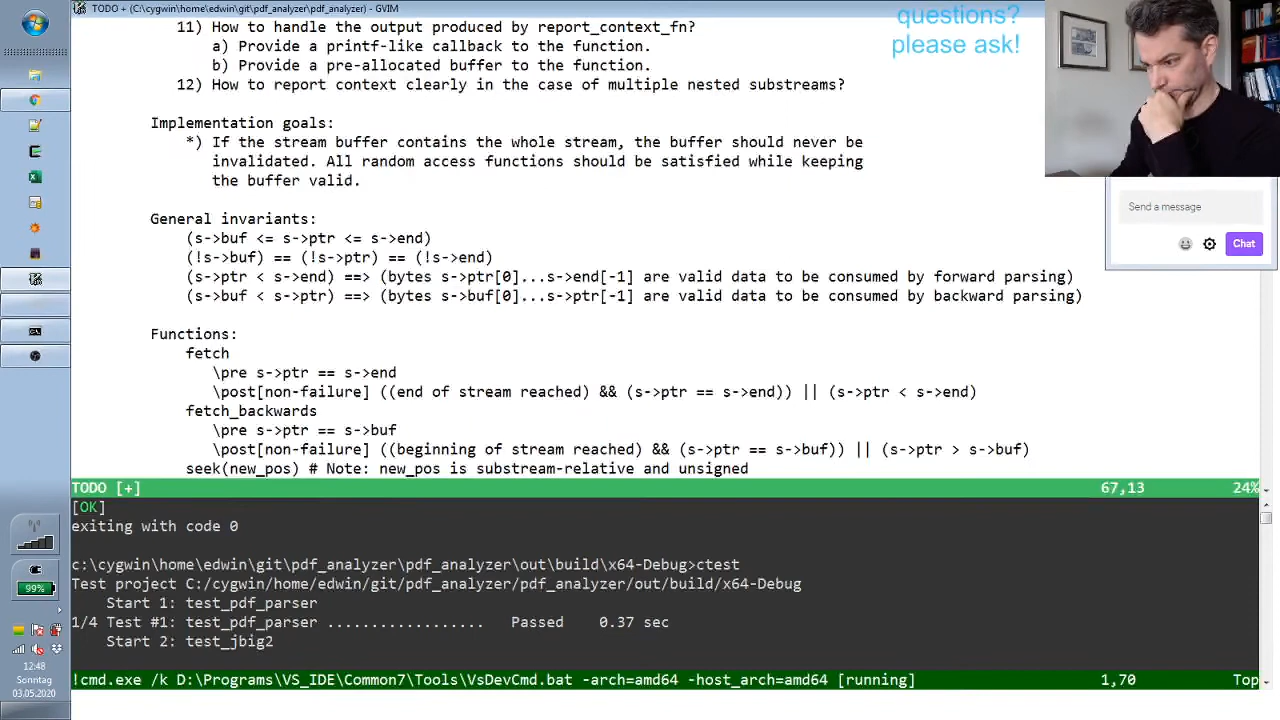 TODO + (C:\cygwin\home\edwin\git\pdf_analyzer\pdf_analyzer) - GVIM
11) How to handle the output produced by report_context_fn?
a) Provide a printf-like callback to the function.
b) Provide a pre-allocated buffer to the function.
12) How to report context clearly in the case of multiple nested substreams?
Implementation goals:
*) If the stream buffer contains the whole stream, the buffer should never be
invalidated. All random access functions should be satisfied while keeping
the buffer valid.
General invariants:
(s->buf <= s->ptr <= s->end)
(!s->buf) == (!s->ptr) == (!s->end)
(s->ptr < s->end) ==> (bytes s->ptr[0]...s->end[-1] are valid data to be consumed by forward parsing)
(s->buf < s->ptr) ==> (bytes s->buf[0]...s->ptr[-1] are valid data to be consumed by backward parsing)
Functions:
fetch
\pre s->ptr == s->end
\post[non-failure] ((end of stream reached) && (s->ptr == s->end)) || (s->ptr < s->end)
fetch_backwards
\pre s->ptr == s->buf
\post[non-failure] ((beginning of stream reached) && (s->ptr == s->buf)) || (s->ptr > s->buf)
seek(new_pos) # Note: new_pos is substream-relative and unsigned
TODO [+] 67,13 24%
[OK]
exiting with code 0
c:\cygwin\home\edwin\git\pdf_analyzer\pdf_analyzer\out\build\x64-Debug>ctest
Test project C:/cygwin/home/edwin/git/pdf_analyzer/pdf_analyzer/out/build/x64-Debug
Start 1: test_pdf_parser
1/4 Test #1: test_pdf_parser .................. Passed 0.37 sec
Start 2: test_jbig2
!cmd.exe /k D:\Programs\VS_IDE\Common7\Tools\VsDevCmd.bat -arch=amd64 -host_arch=amd64 [running] 1,70 Top
questions?
please ask!
Send a message
Chat
99%
12:48
Sonntag
03.05.2020